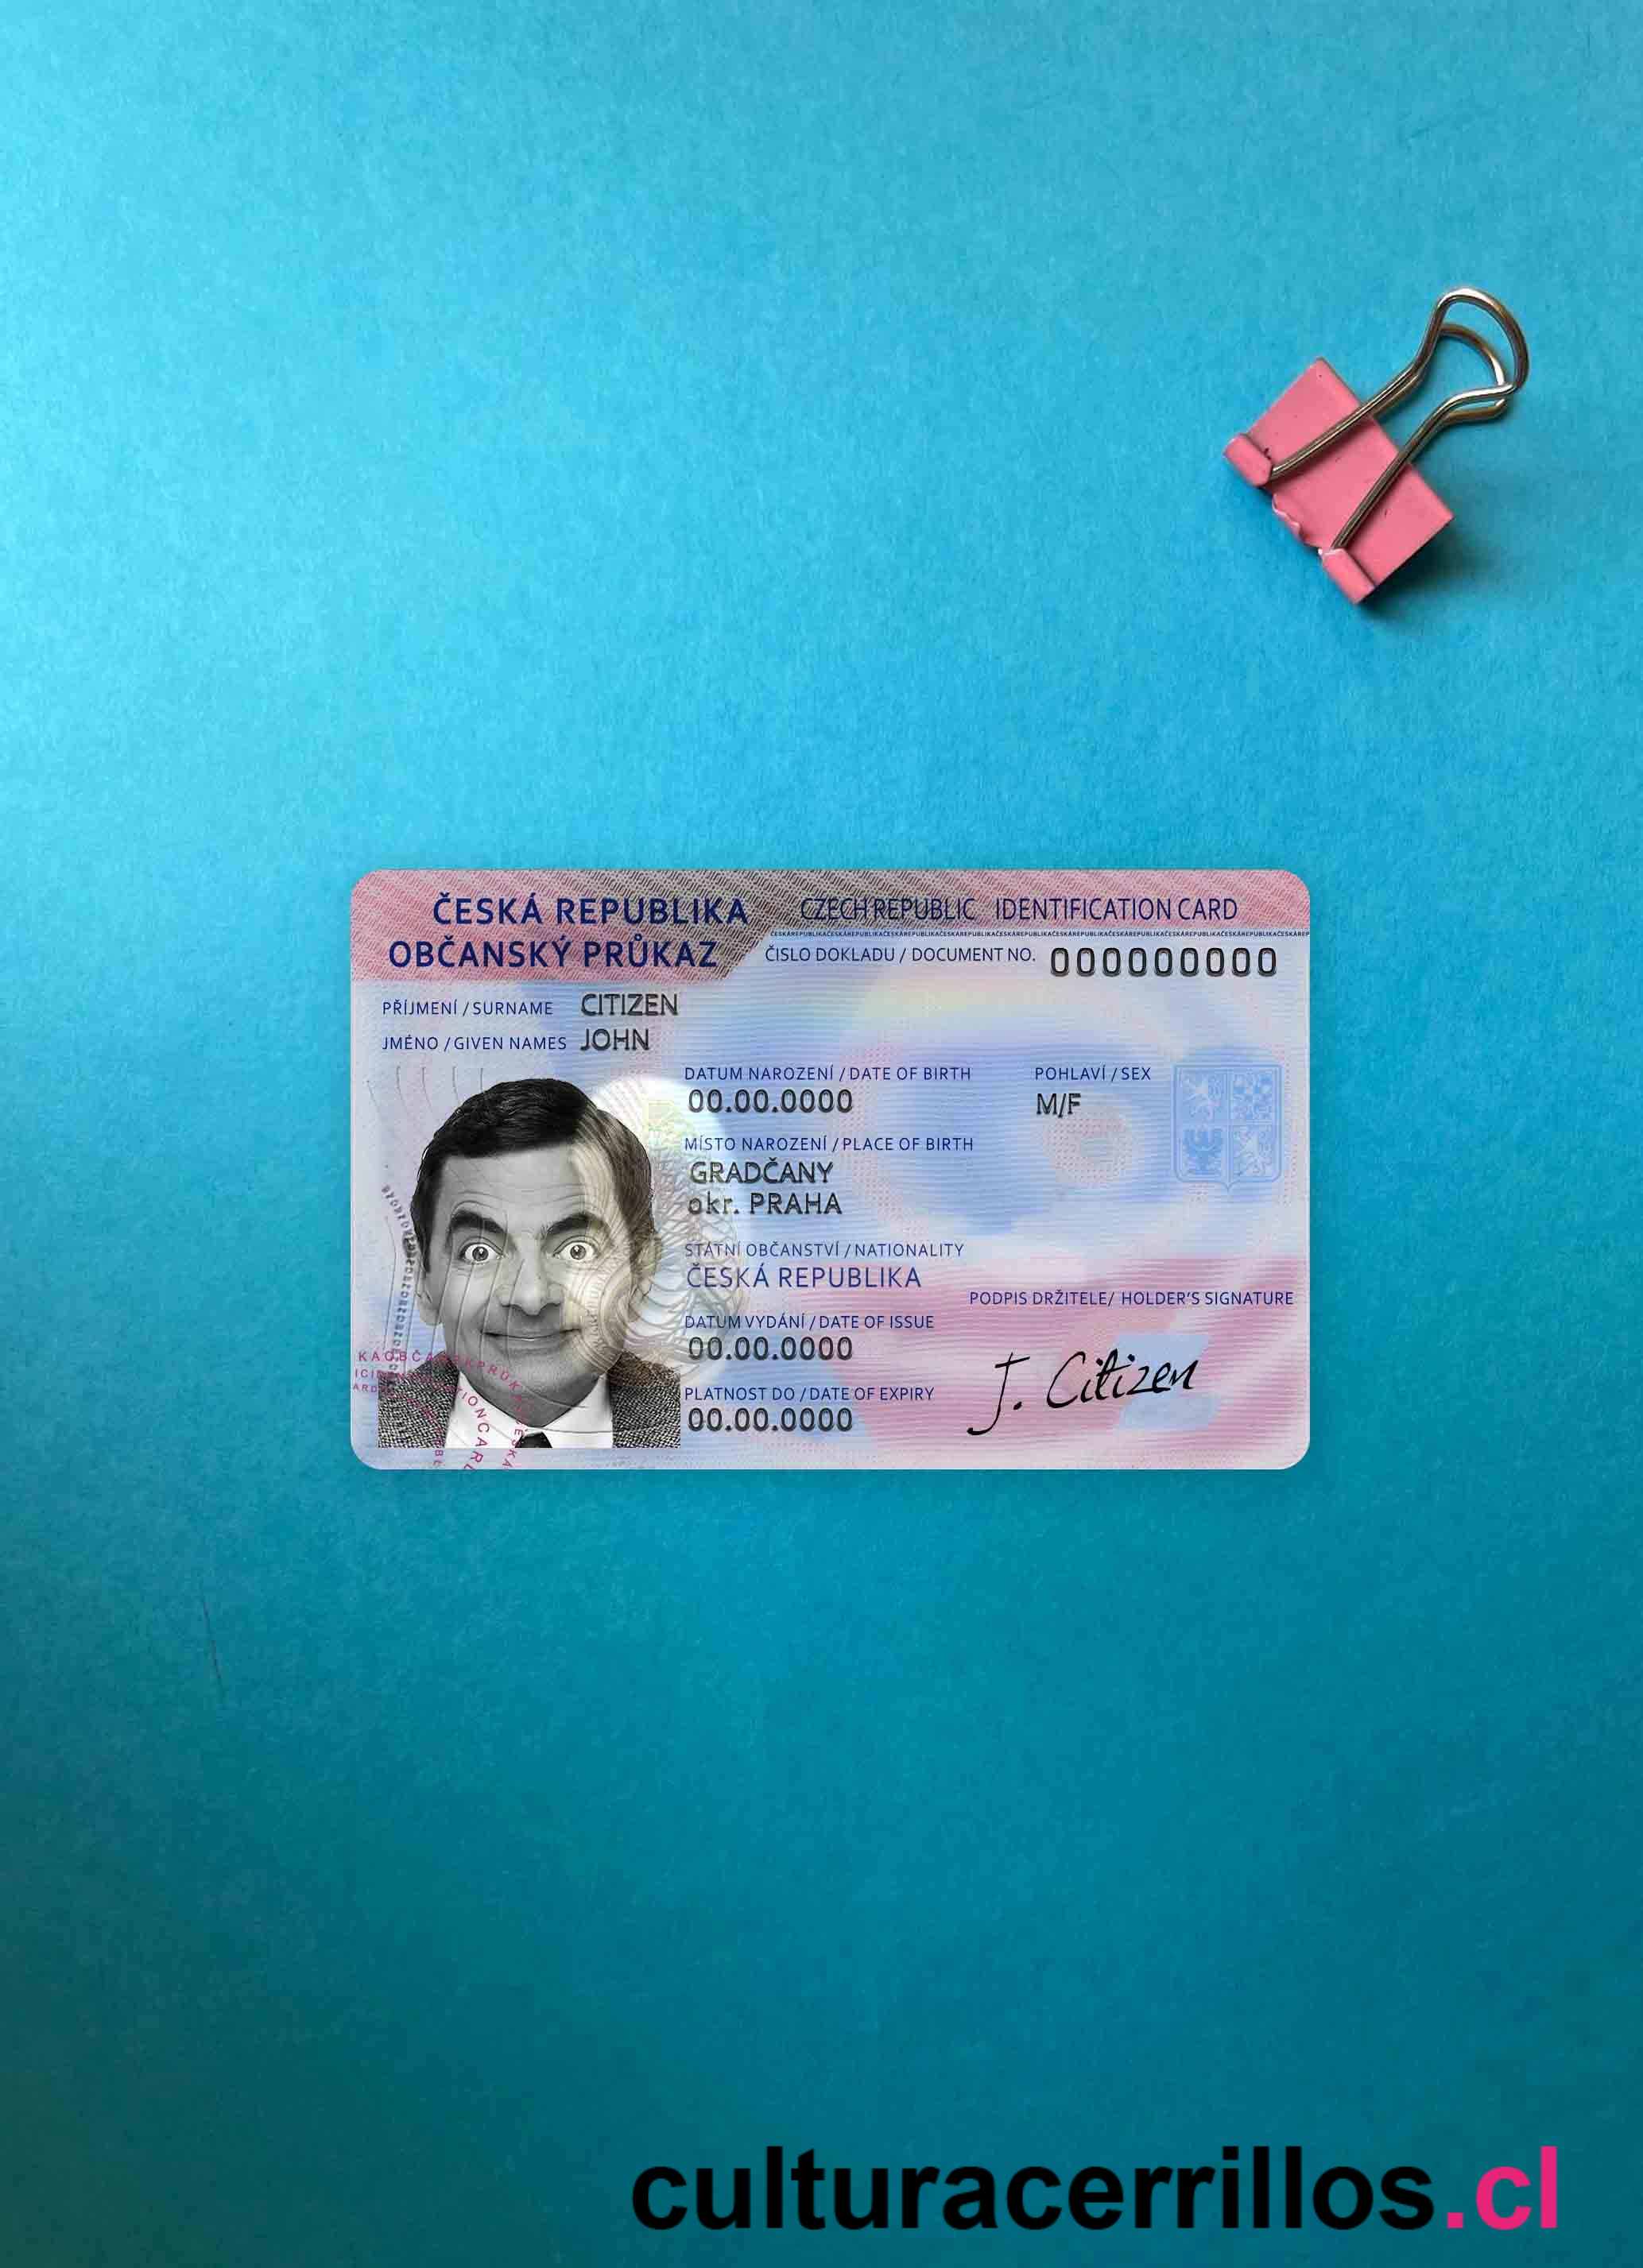 ČESKÁ REPUBLIKA
CZECH REPUBLIC IDENTIFICATION CARD
OBČANSKÝ PRŮKAZ
ČISLO DOKLADU / DOCUMENT NO. 000000000
PŘÍJMENÍ / SURNAME CITIZEN
JMÉNO / GIVEN NAMES JOHN
DATUM NAROZENÍ / DATE OF BIRTH
00.00.0000
POHLAVÍ / SEX
M/F
MÍSTO NAROZENÍ / PLACE OF BIRTH
GRADČANY
okr. PRAHA
STÁTNÍ OBČANSTVÍ / NATIONALITY
ČESKÁ REPUBLIKA
DATUM VYDÁNÍ / DATE OF ISSUE
00.00.0000
PLATNOST DO / DATE OF EXPIRY
00.00.0000
PODPIS DRŽITELE/ HOLDER'S SIGNATURE
J. Citizen
culturacerrillos.cl